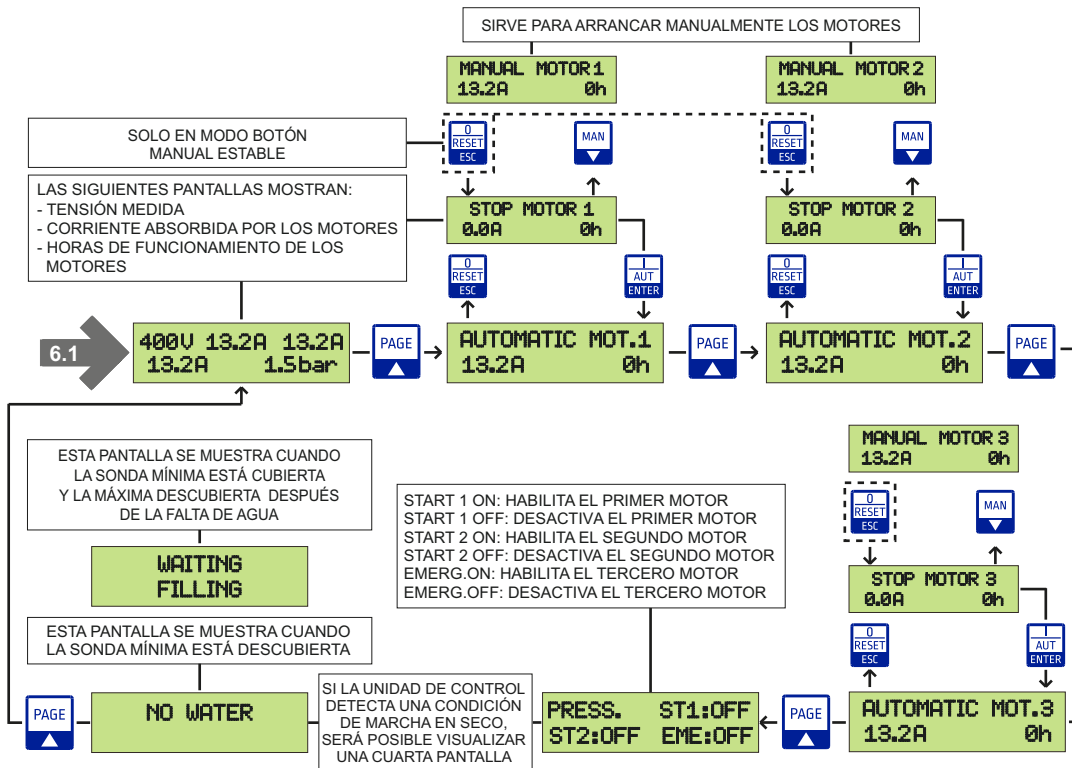 SIRVE PARA ARRANCAR MANUALMENTE LOS MOTORES
MANUAL MOTOR 1
13.2A 0h
MANUAL MOTOR 2
13.2A 0h
SOLO EN MODO BOTÓN
MANUAL ESTABLE
0
RESET
ESC
MAN
0
RESET
ESC
MAN
LAS SIGUIENTES PANTALLAS MOSTRAN:
- TENSIÓN MEDIDA
- CORRIENTE ABSORBIDA POR LOS MOTORES
- HORAS DE FUNCIONAMIENTO DE LOS
MOTORES
STOP MOTOR 1
0.0A 0h
STOP MOTOR 2
0.0A 0h
0
RESET
ESC
I
AUT
ENTER
0
RESET
ESC
I
AUT
ENTER
6.1
400V 13.2A 13.2A
13.2A 1.5bar
PAGE
AUTOMATIC MOT.1
13.2A 0h
PAGE
AUTOMATIC MOT.2
13.2A 0h
PAGE
ESTA PANTALLA SE MUESTRA CUANDO
LA SONDA MÍNIMA ESTÁ CUBIERTA
Y LA MÁXIMA DESCUBIERTA DESPUÉS
DE LA FALTA DE AGUA
WAITING
FILLING
START 1 ON: HABILITA EL PRIMER MOTOR
START 1 OFF: DESACTIVA EL PRIMER MOTOR
START 2 ON: HABILITA EL SEGUNDO MOTOR
START 2 OFF: DESACTIVA EL SEGUNDO MOTOR
EMERG.ON: HABILITA EL TERCERO MOTOR
EMERG.OFF: DESACTIVA EL TERCERO MOTOR
MANUAL MOTOR 3
13.2A 0h
0
RESET
ESC
MAN
STOP MOTOR 3
0.0A 0h
0
RESET
ESC
I
AUT
ENTER
ESTA PANTALLA SE MUESTRA CUANDO
LA SONDA MÍNIMA ESTÁ DESCUBIERTA
PAGE
NO WATER
SI LA UNIDAD DE CONTROL
DETECTA UNA CONDICIÓN
DE MARCHA EN SECO,
SERÁ POSIBLE VISUALIZAR
UNA CUARTA PANTALLA
PRESS. ST1:OFF
ST2:OFF EME:OFF
PAGE
AUTOMATIC MOT.3
13.2A 0h